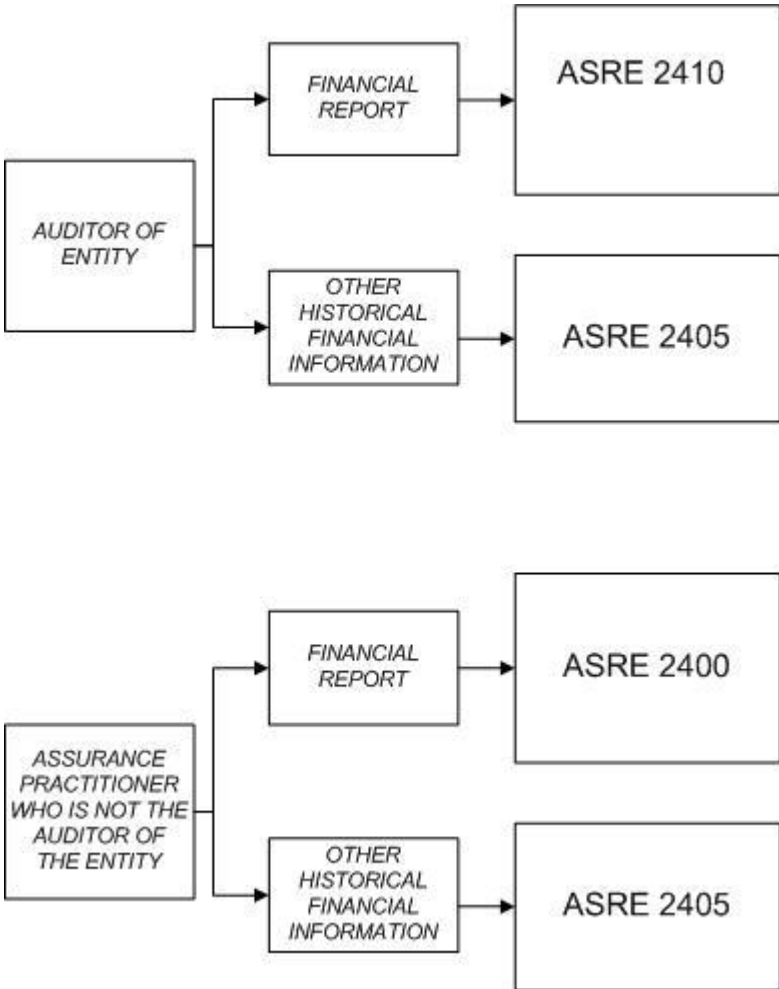 FINANCIAL
REPORT
ASRE 2410
AUDITOR OF
ENTITY
OTHER
HISTORICAL
FINANCIAL
INFORMATION
ASRE 2405
FINANCIAL
REPORT
ASRE 2400
ASSURANCE
PRACTITIONER
WHO IS NOT THE
AUDITOR OF
THE ENTITY
OTHER
HISTORICAL
FINANCIAL
INFORMATION
ASRE 2405